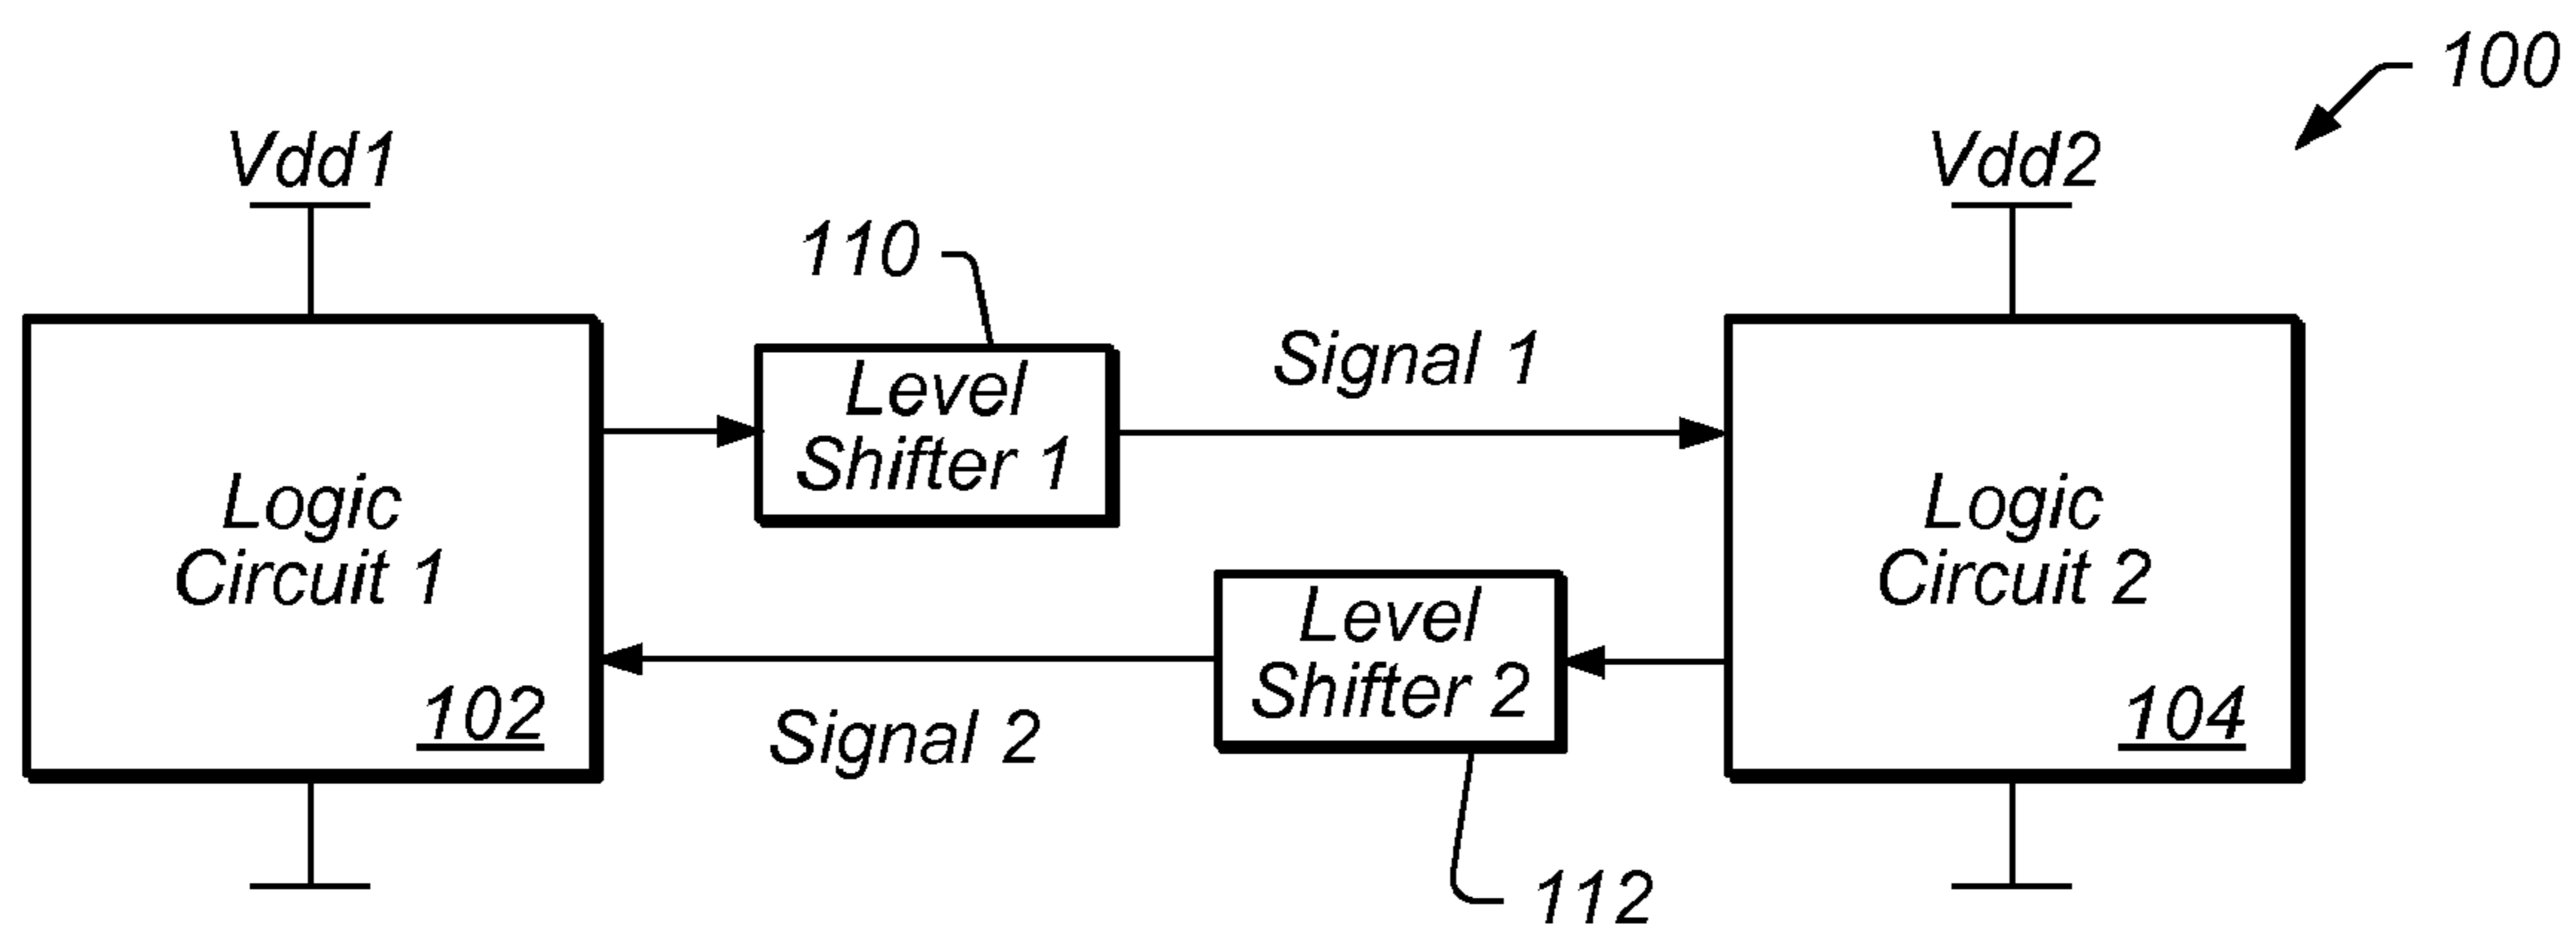 100
Vdd1
Vdd2
110
Level
Shifter 1
Signal 1
Logic
Circuit 1
102
Logic
Circuit 2
104
Level
Shifter 2
Signal 2
112